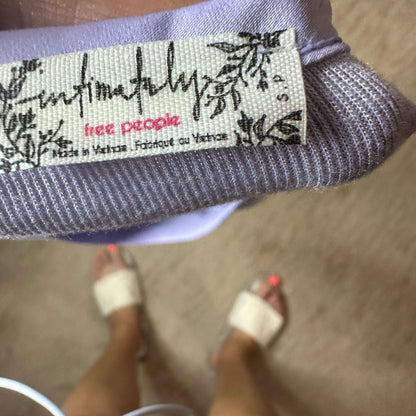 intimately
free people
Made in Vietnam . Fabriqué au Vietnam
S P